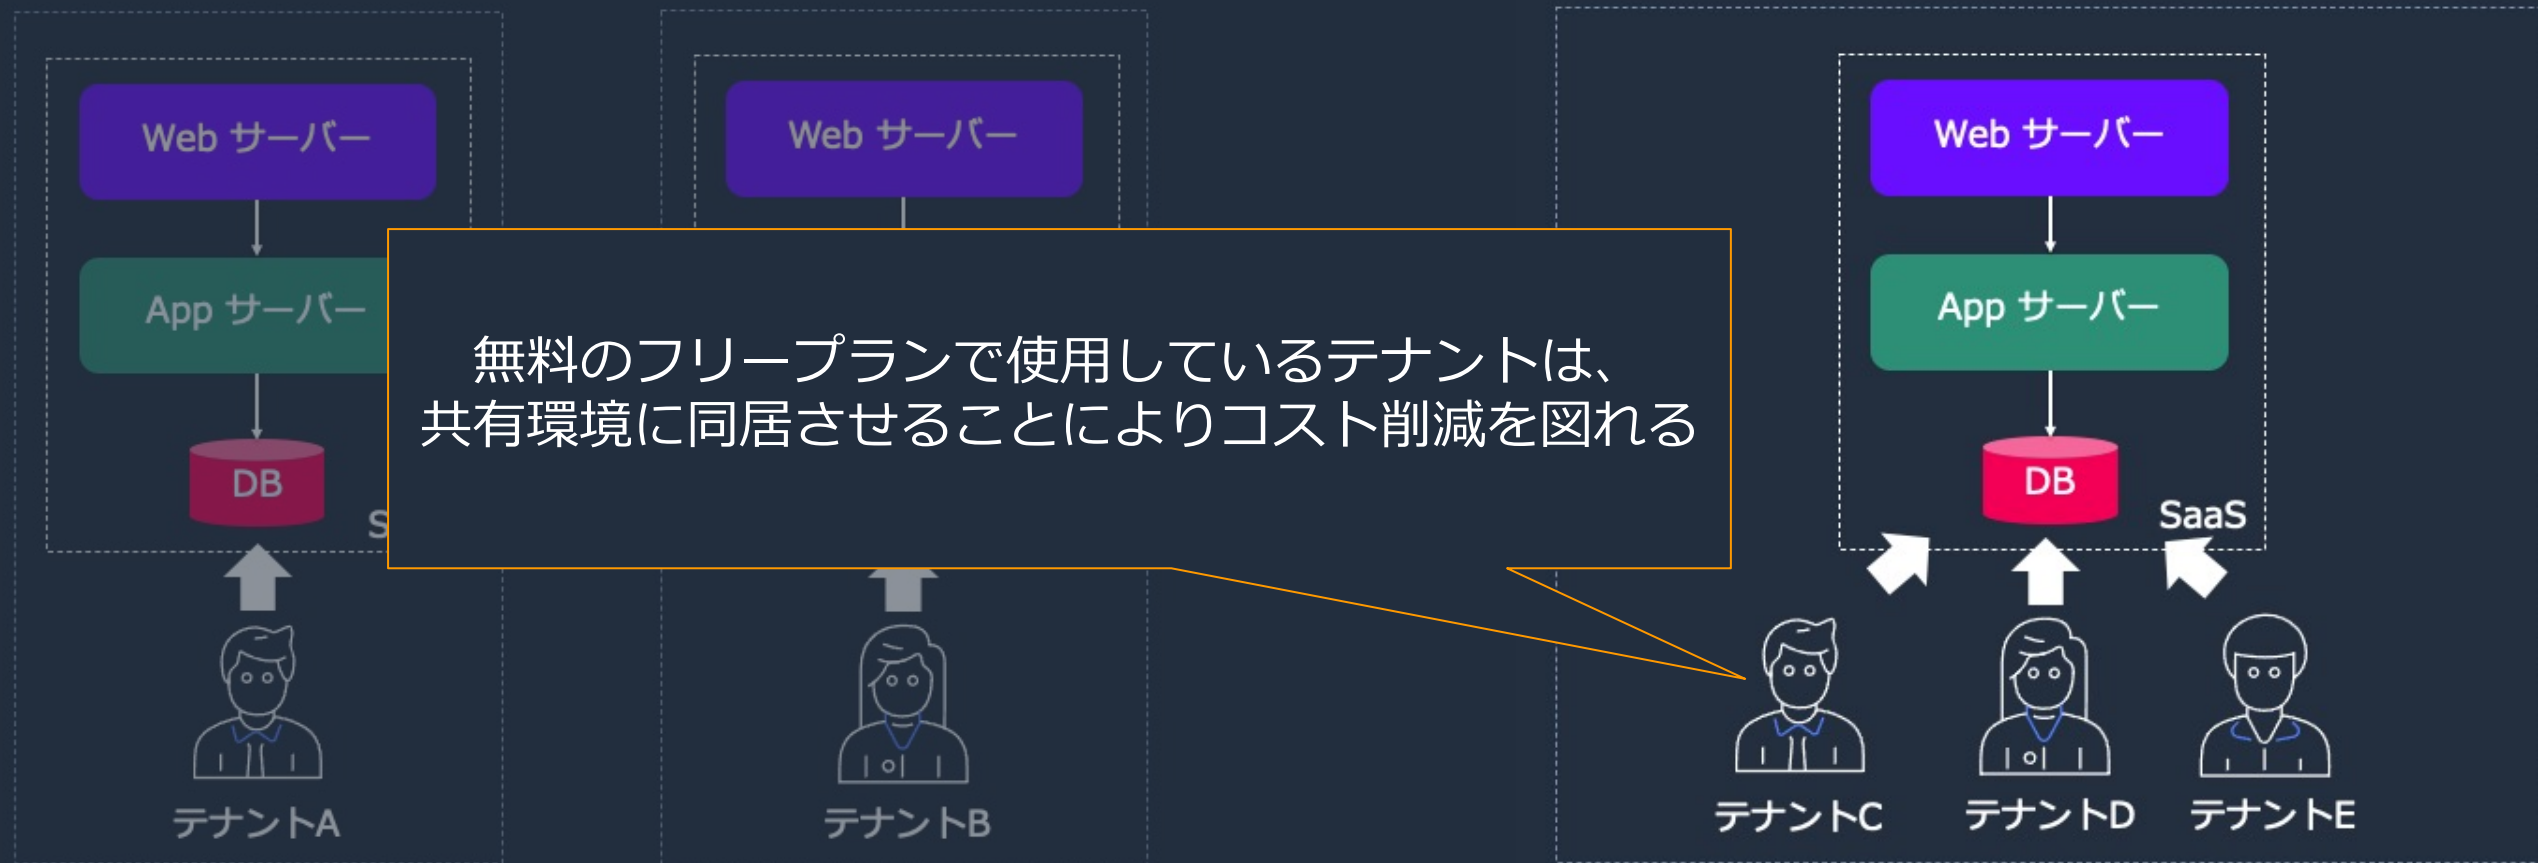 Web サーバー
App サーバー
DB
S
テナントA
Web サーバー
テナントB
無料のフリープランで使用しているテナントは、
共有環境に同居させることによりコスト削減を図れる
Web サーバー
App サーバー
DB
SaaS
テナントC
テナントD
テナントE